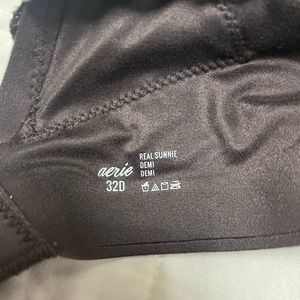 aerie
32D
REAL SUNNIE
DEMI
DEMI